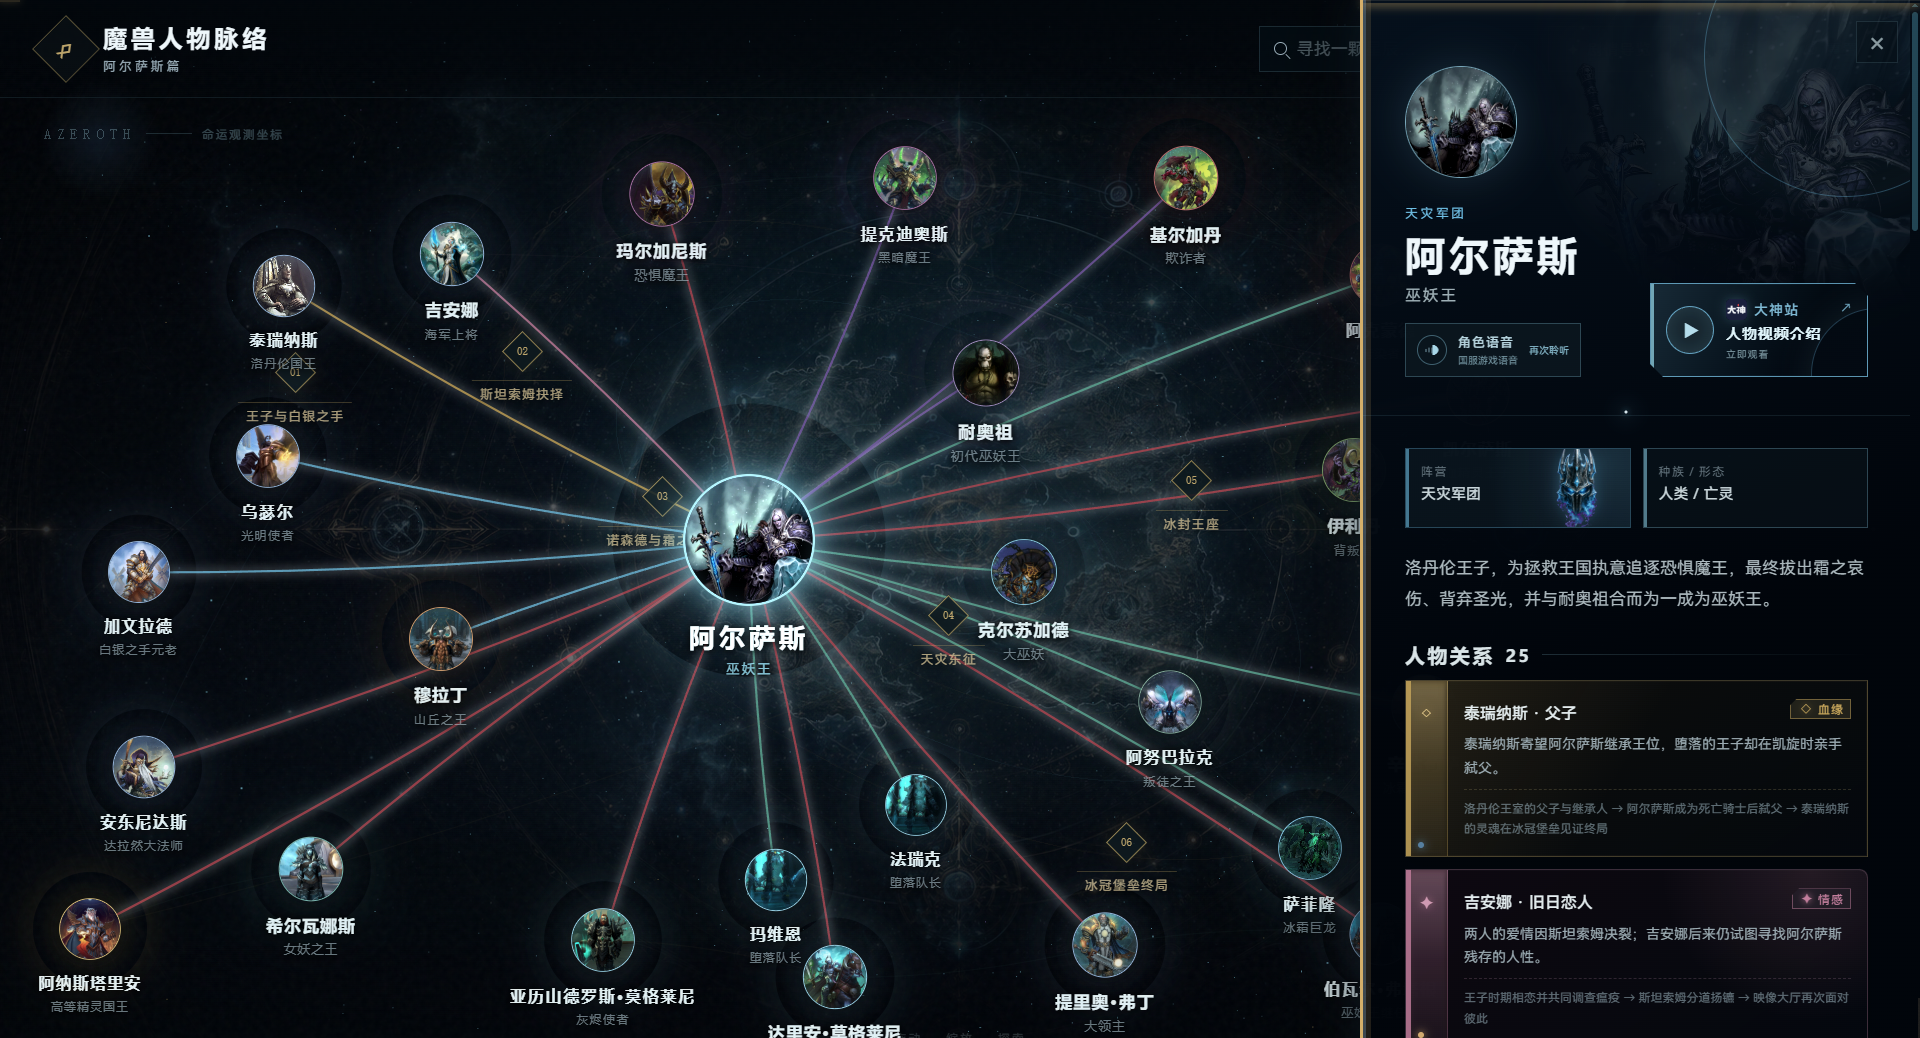 魔兽人物脉络
阿尔萨斯篇
寻找一颗
AZEROTH
命运观测坐标
玛尔加尼斯
恐惧魔王
提克迪奥斯
黑暗魔王
基尔加丹
欺诈者
吉安娜
海军上将
泰瑞纳斯
洛丹伦国王
01
王子与白银之手
02
斯坦索姆抉择
耐奥祖
初代巫妖王
乌瑟尔
光明使者
03
诺森德与霜之
05
冰封王座
伊利
背叛
加文拉德
白银之手元老
穆拉丁
山丘之王
阿尔萨斯
巫妖王
04
天灾东征
克尔苏加德
大巫妖
阿努巴拉克
叛徒之王
安东尼达斯
达拉然大法师
希尔瓦娜斯
女妖之王
法瑞克
堕落队长
06
冰冠堡垒终局
萨菲隆
冰霜巨龙
阿纳斯塔里安
高等精灵国王
亚历山德罗斯·莫格莱尼
灰烬使者
玛维恩
堕落队长
达里安·莫格莱尼
提里奥·弗丁
大领主
伯瓦
巫妖
天灾军团
阿尔萨斯
巫妖王
角色语音
国服游戏语音
再次聆听
大神 大神站
人物视频介绍
立即观看
阵营
天灾军团
种族 / 形态
人类 / 亡灵
洛丹伦王子，为拯救王国执意追逐恐惧魔王，最终拔出霜之哀
伤、背弃圣光，并与耐奥祖合而为一成为巫妖王。
人物关系 25
泰瑞纳斯 · 父子
血缘
泰瑞纳斯寄望阿尔萨斯继承王位，堕落的王子却在凯旋时亲手
弑父。
洛丹伦王室的父子与继承人 → 阿尔萨斯成为死亡骑士后弑父 → 泰瑞纳斯
的灵魂在冰冠堡垒见证终局
吉安娜 · 旧日恋人
情感
两人的爱情因斯坦索姆决裂；吉安娜后来仍试图寻找阿尔萨斯
残存的人性。
王子时期相恋并共同调查瘟疫 → 斯坦索姆分道扬镳 → 映像大厅再次面对
彼此